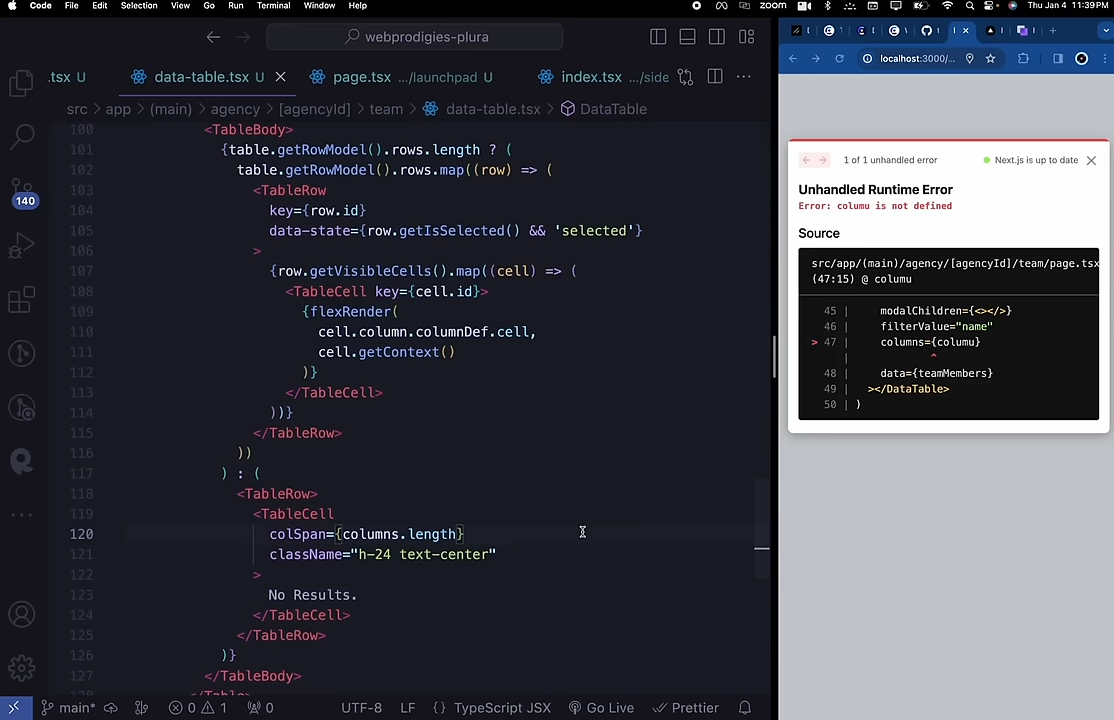 Code File Edit Selection View Go Run Terminal Window Help zoom Thu Jan 4 11:39 PM
webprodigies-plura
.tsx U data-table.tsx U page.tsx .../launchpad U index.tsx .../side
src > app > (main) > agency > [agencyId] > team > data-table.tsx > DataTable
100 <TableBody>
101 {table.getRowModel().rows.length ? (
102 table.getRowModel().rows.map((row) => (
103 <TableRow
104 key={row.id}
105 data-state={row.getIsSelected() && 'selected'}
106 >
107 {row.getVisibleCells().map((cell) => (
108 <TableCell key={cell.id}>
109 {flexRender(
110 cell.column.columnDef.cell,
111 cell.getContext()
112 )}
113 </TableCell>
114 ))}
115 </TableRow>
116 ))
117 ) : (
118 <TableRow>
119 <TableCell
120 colSpan={columns.length}
121 className="h-24 text-center"
122 >
123 No Results.
124 </TableCell>
125 </TableRow>
126 )}
127 </TableBody>
128 </Table>
140
main* 0 1 0 UTF-8 LF {} TypeScript JSX Go Live Prettier
localhost:3000/...
1 of 1 unhandled error Next.js is up to date
Unhandled Runtime Error
Error: columu is not defined
Source
src/app/(main)/agency/[agencyId]/team/page.tsx
(47:15) @ columu
45 | modalChildren={<></>}
46 | filterValue="name"
> 47 | columns={columu}
| ^
48 | data={teamMembers}
49 | ></DataTable>
50 | )